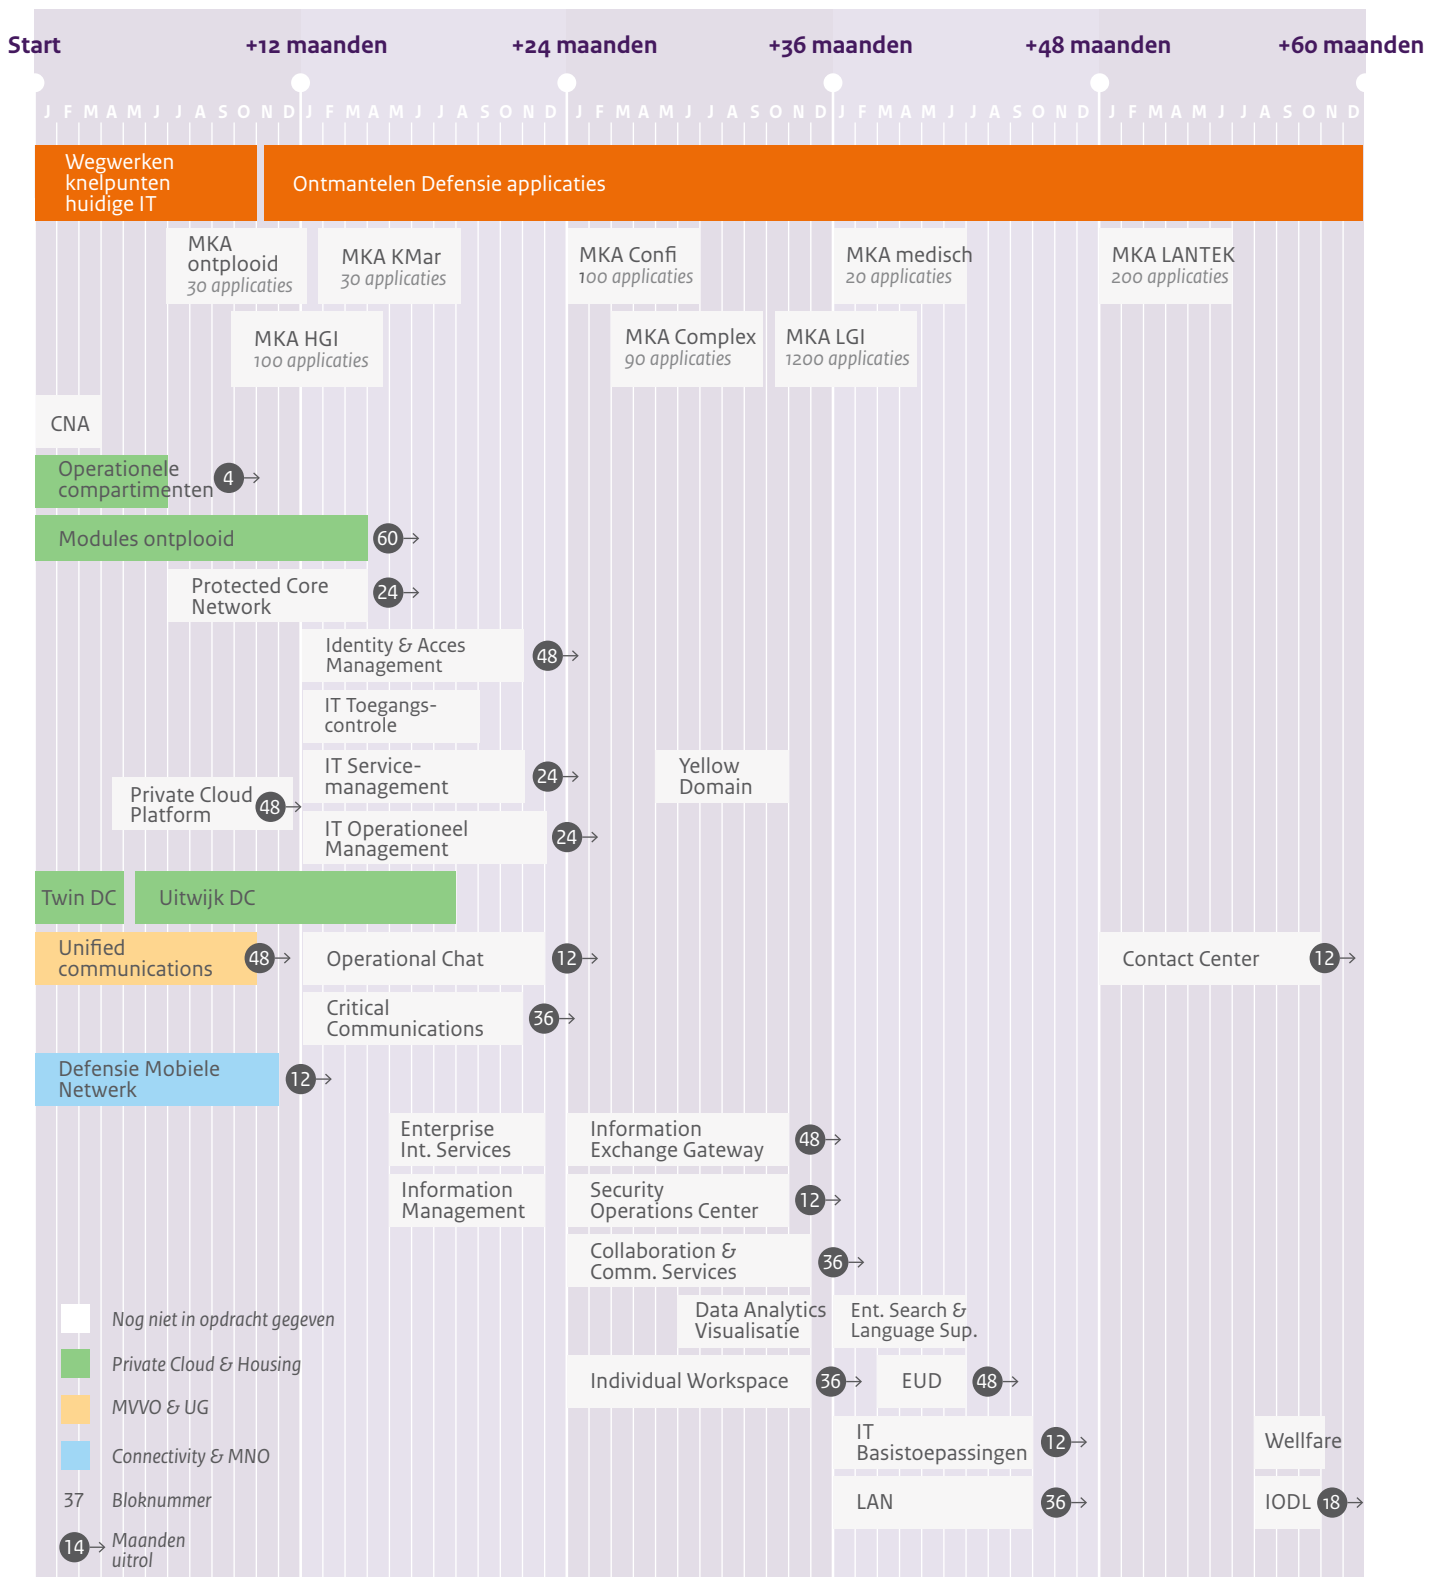 Start +12 maanden +24 maanden +36 maanden +48 maanden +60 maanden
J F M A M J J A S O N D J F M A M J J A S O N D J F M A M J J A S O N D J F M A M J J A S O N D J F M A M J J A S O N D
Wegwerken
knelpunten
huidige IT
Ontmantelen Defensie applicaties
MKA
ontplooid
30 applicaties
MKA KMar
30 applicaties
MKA Confi
100 applicaties
MKA medisch
20 applicaties
MKA LANTEK
200 applicaties
MKA HGI
100 applicaties
MKA Complex
90 applicaties
MKA LGI
1200 applicaties
CNA
Operationele
compartimenten
4
Modules ontplooid
60
Protected Core
Network
24
Identity & Acces
Management
48
IT Toegangs-
controle
IT Service-
management
24
Yellow
Domain
Private Cloud
Platform
48
IT Operationeel
Management
24
Twin DC
Uitwijk DC
Unified
communications
48
Operational Chat
12
Contact Center
12
Critical
Communications
36
Defensie Mobiele
Netwerk
12
Enterprise
Int. Services
Information
Exchange Gateway
48
Information
Management
Security
Operations Center
12
Collaboration &
Comm. Services
36
Data Analytics
Visualisatie
Ent. Search &
Language Sup.
Individual Workspace
36
EUD
48
IT
Basistoepassingen
12
Wellfare
LAN
36
IODL
18
Nog niet in opdracht gegeven
Private Cloud & Housing
MVVO & UG
Connectivity & MNO
37 Bloknummer
14
Maanden
uitrol